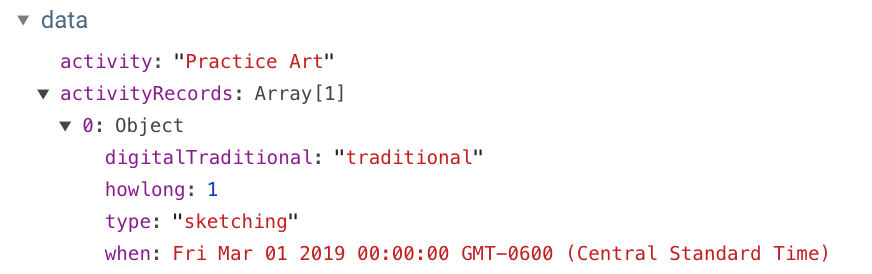 data
activity: "Practice Art"
activityRecords: Array[1]
0: Object
digitalTraditional: "traditional"
howlong: 1
type: "sketching"
when: Fri Mar 01 2019 00:00:00 GMT-0600 (Central Standard Time)